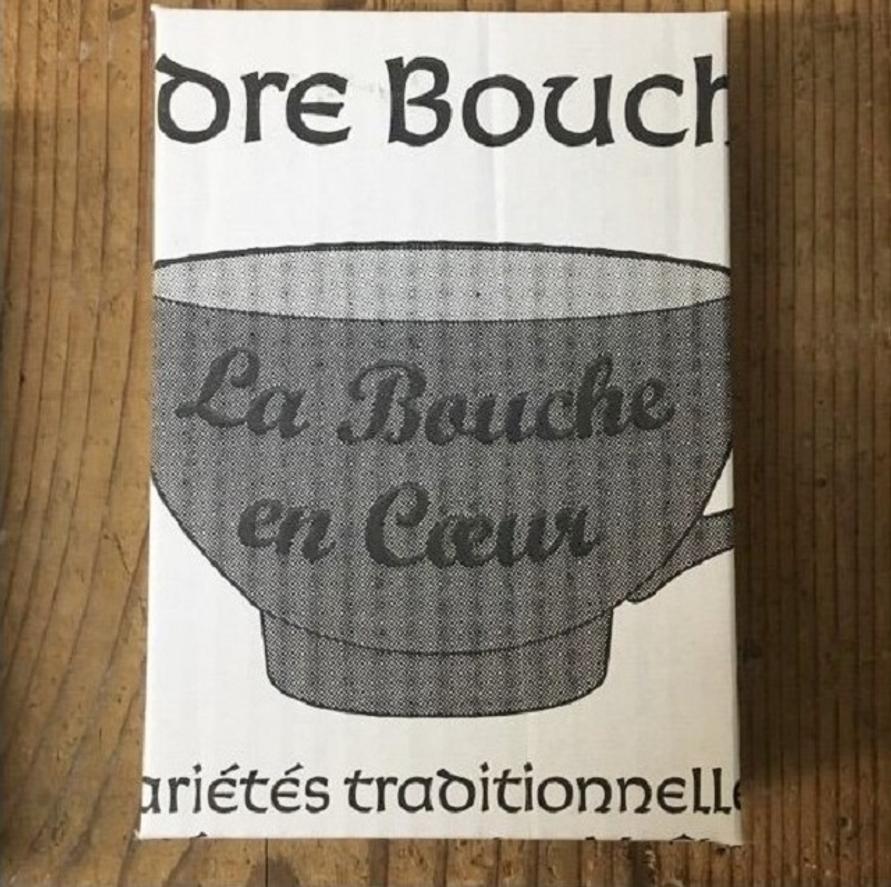 dre Bouch
La Bouche
en Cœur
ariétés traditionnelle